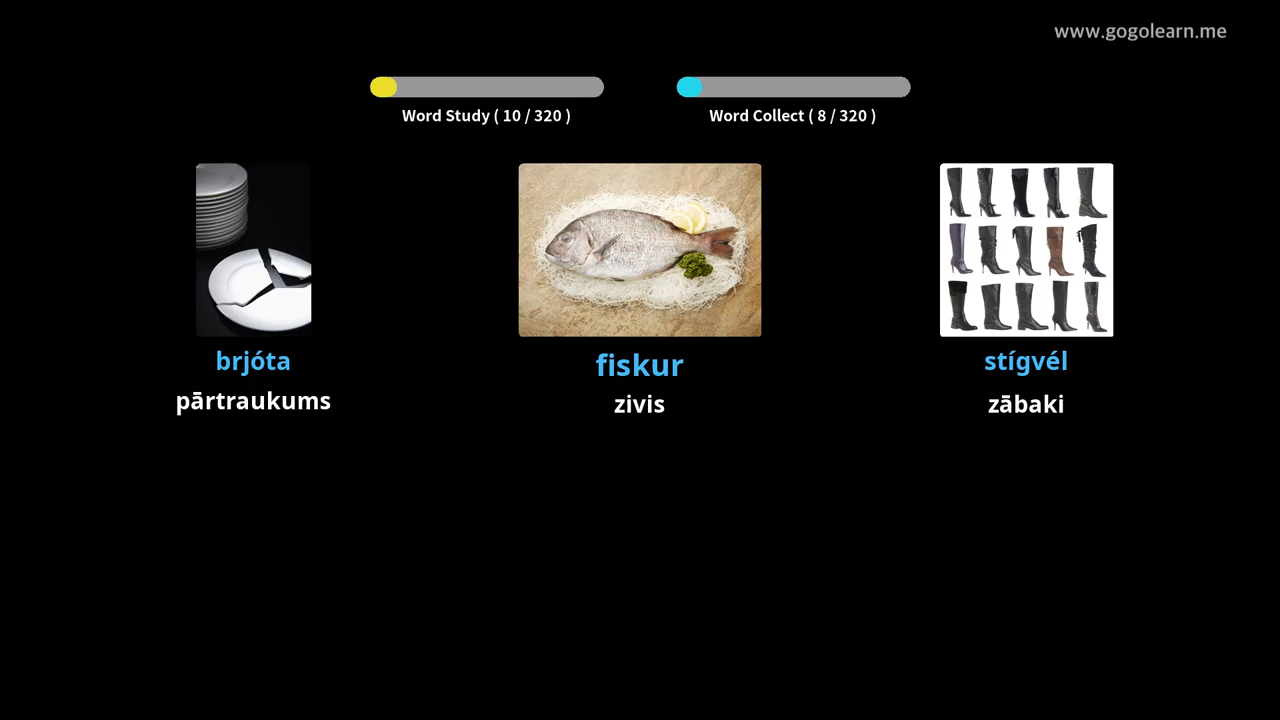 www.gogolearn.me
Word Study ( 10 / 320 )
Word Collect ( 8 / 320 )
brjóta
pārtraukums
fiskur
zivis
stígvél
zābaki